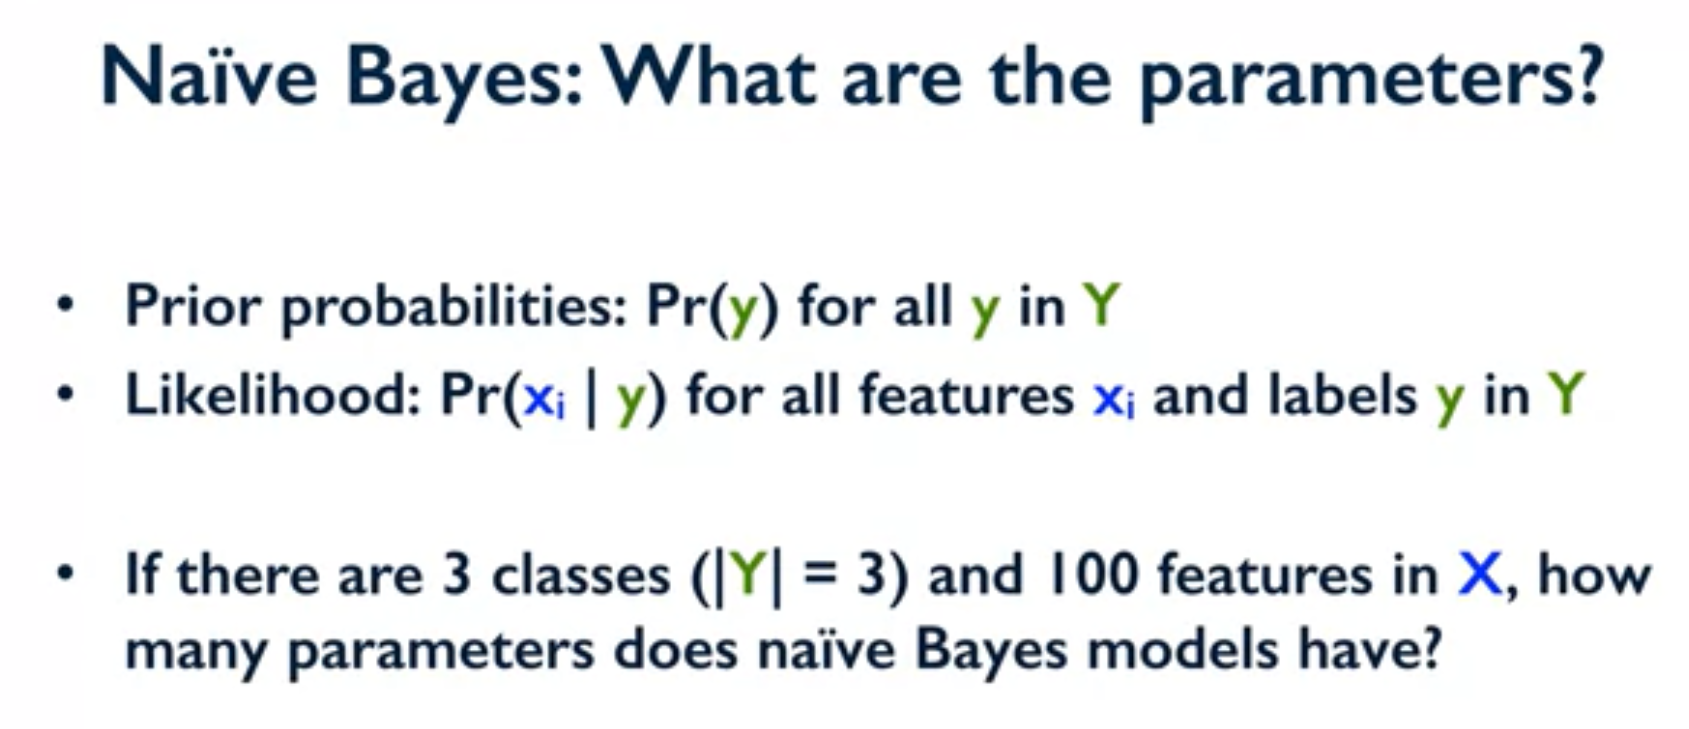 Naïve Bayes: What are the parameters?
• Prior probabilities: Pr(y) for all y in Y
• Likelihood: Pr(xᵢ | y) for all features xᵢ and labels y in Y
• If there are 3 classes (|Y| = 3) and 100 features in X, how
many parameters does naïve Bayes models have?